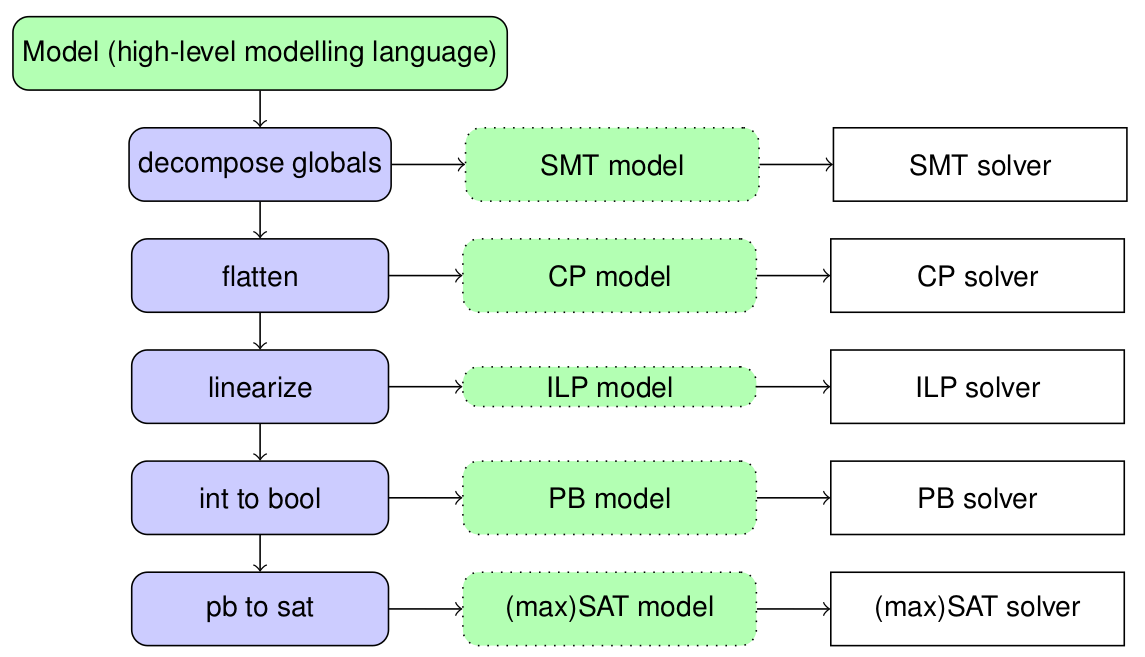 Model (high-level modelling language)
decompose globals
SMT model
SMT solver
flatten
CP model
CP solver
linearize
ILP model
ILP solver
int to bool
PB model
PB solver
pb to sat
(max)SAT model
(max)SAT solver